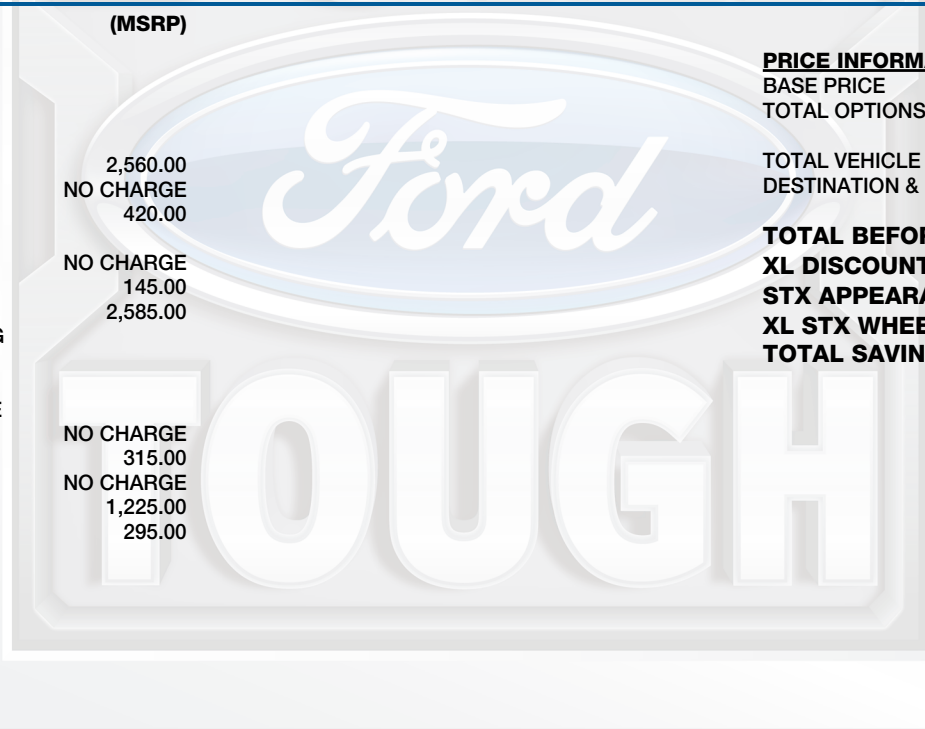 (MSRP)
2,560.00
NO CHARGE
420.00
NO CHARGE
145.00
2,585.00
G
E
NO CHARGE
315.00
NO CHARGE
1,225.00
295.00
Ford
TOUGH
PRICE INFORMA
BASE PRICE
TOTAL OPTIONS
TOTAL VEHICLE
DESTINATION &
TOTAL BEFOR
XL DISCOUNT
STX APPEARA
XL STX WHEE
TOTAL SAVIN